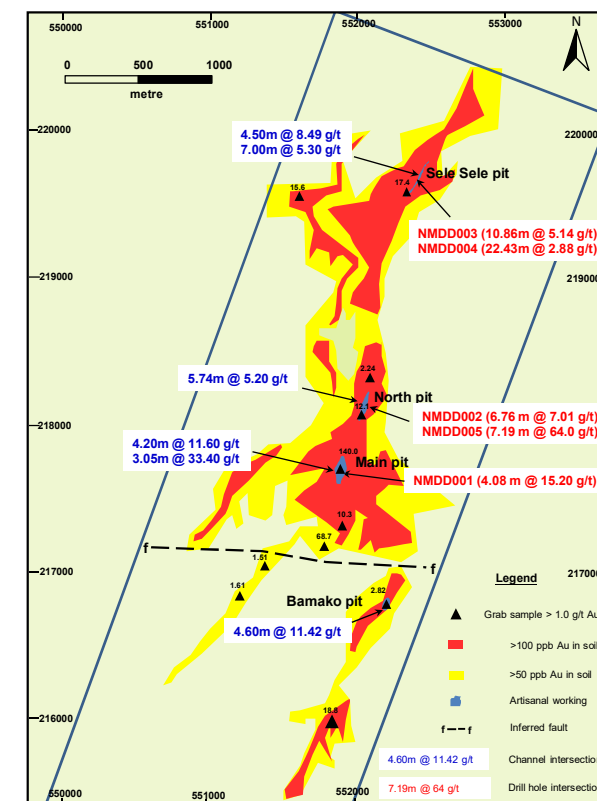 550000
551000
552000
553000
N
0 500 1000
metre
220000
220000
4.50m @ 8.49 g/t
7.00m @ 5.30 g/t
Sele Sele pit
17.4
15.6
NMDD003 (10.86m @ 5.14 g/t)
NMDD004 (22.43m @ 2.88 g/t)
219000
219000
2.24
5.74m @ 5.20 g/t
North pit
12.1
NMDD002 (6.76 m @ 7.01 g/t)
NMDD005 (7.19 m @ 64.0 g/t)
218000
4.20m @ 11.60 g/t
3.05m @ 33.40 g/t
140.0
Main pit
NMDD001 (4.08 m @ 15.20 g/t)
10.3
68.7
f
1.51
f
217000
217000
1.61
2.82
Bamako pit
4.60m @ 11.42 g/t
18.8
216000
550000
551000
552000
Legend
Grab sample > 1.0 g/t Au
>100 ppb Au in soil
>50 ppb Au in soil
Artisanal working
f f Inferred fault
4.60m @ 11.42 g/t Channel intersectio
7.19m @ 64 g/t Drill hole intersectio